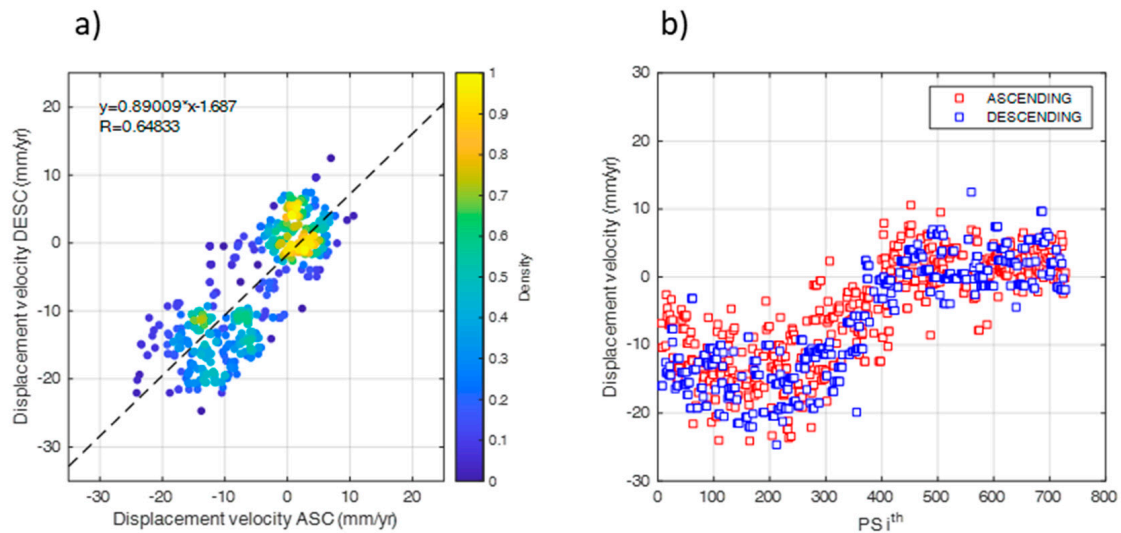 a)
y=0.89009*x-1.687
R=0.64833
Displacement velocity DESC (mm/yr)
20
10
0
-10
-20
-30
-30 -20 -10 -0 10 20
Displacement velocity ASC (mm/yr)
1
0.9
0.8
0.7
0.6
0.5
0.4
0.3
0.2
0.1
0
Density
b)
ASCENDING
DESCENDING
Displacement velocity (mm/yr)
30
20
10
0
-10
-20
-30
0 100 200 300 400 500 600 700 800
PS ith